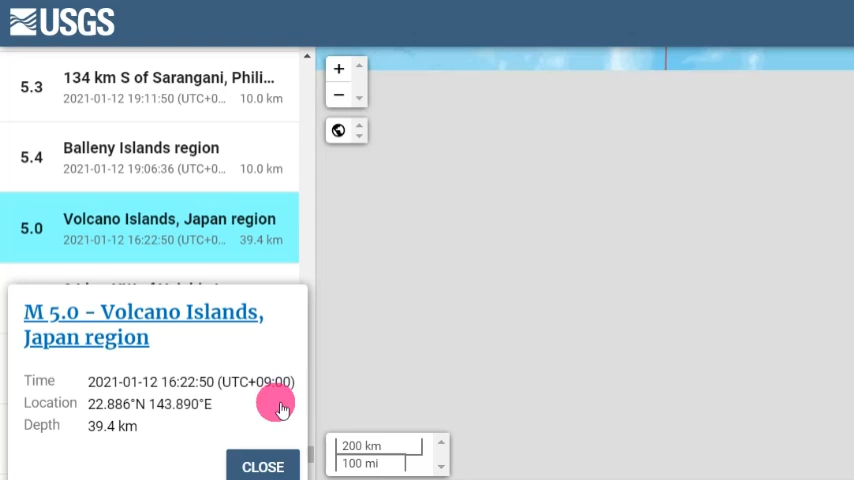 USGS
5.3
134 km S of Sarangani, Phili...
2021-01-12 19:11:50 (UTC+0... 10.0 km
5.4
Balleny Islands region
2021-01-12 19:06:36 (UTC+0... 10.0 km
5.0
Volcano Islands, Japan region
2021-01-12 16:22:50 (UTC+0... 39.4 km
M 5.0 - Volcano Islands,
Japan region
Time 2021-01-12 16:22:50 (UTC+09:00)
Location 22.886°N 143.890°E
Depth 39.4 km
CLOSE
+
−
200 km
100 mi